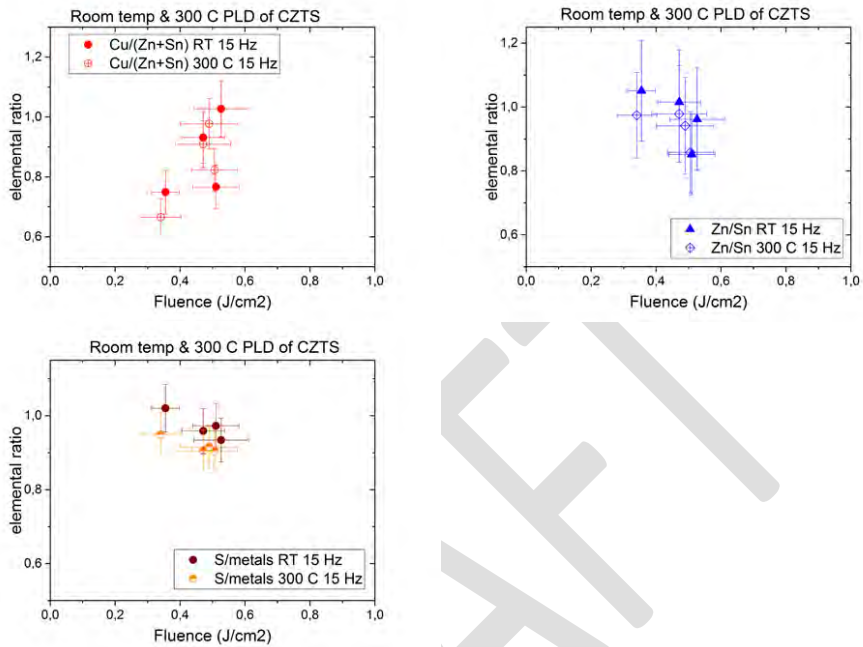 Room temp & 300 C PLD of CZTS
Cu/(Zn+Sn) RT 15 Hz
Cu/(Zn+Sn) 300 C 15 Hz
elemental ratio
1,2
1,0
0,8
0,6
0,0 0,2 0,4 0,6 0,8 1,0
Fluence (J/cm2)
Room temp & 300 C PLD of CZTS
elemental ratio
1,2
1,0
0,8
0,6
Zn/Sn RT 15 Hz
Zn/Sn 300 C 15 Hz
0,0 0,2 0,4 0,6 0,8 1,0
Fluence (J/cm2)
Room temp & 300 C PLD of CZTS
elemental ratio
1,0
0,8
0,6
S/metals RT 15 Hz
S/metals 300 C 15 Hz
0,0 0,2 0,4 0,6 0,8 1,0
Fluence (J/cm2)